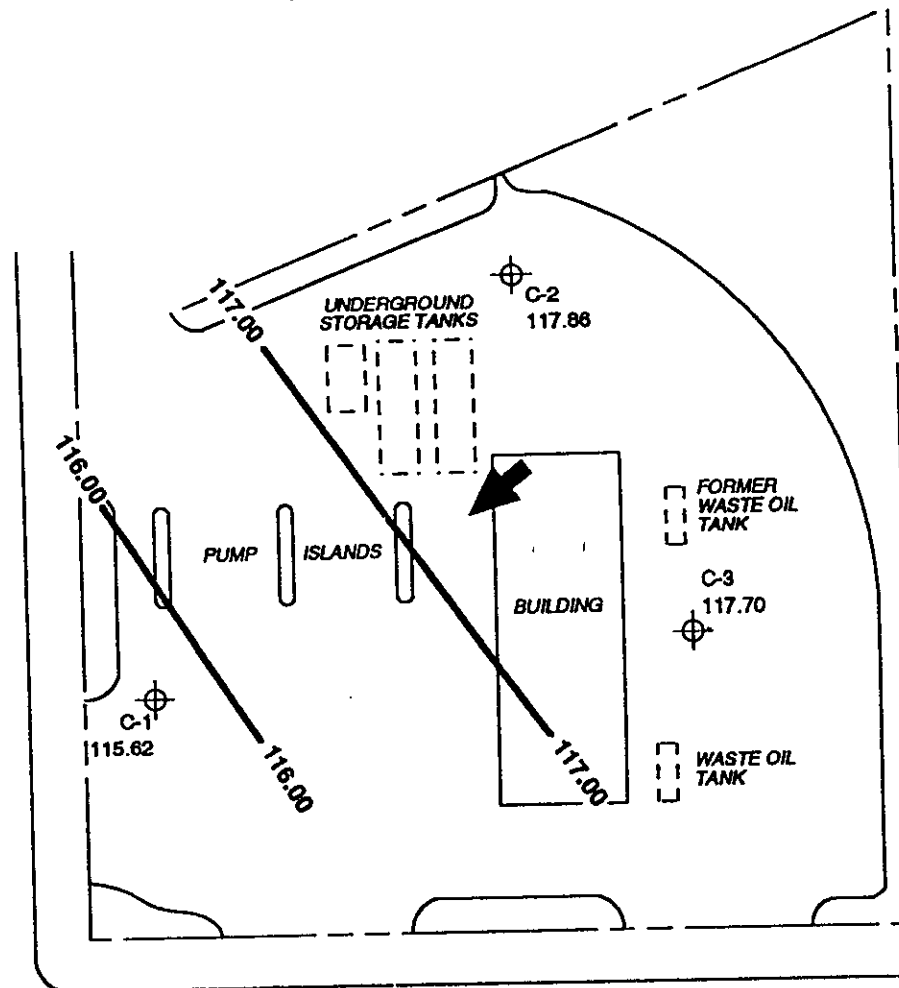 117.00
UNDERGROUND
STORAGE TANKS
C-2
117.86
116.00
FORMER
WASTE OIL
TANK
PUMP ISLANDS
C-3
117.70
BUILDING
C-1
115.62
116.00
117.00
WASTE OIL
TANK